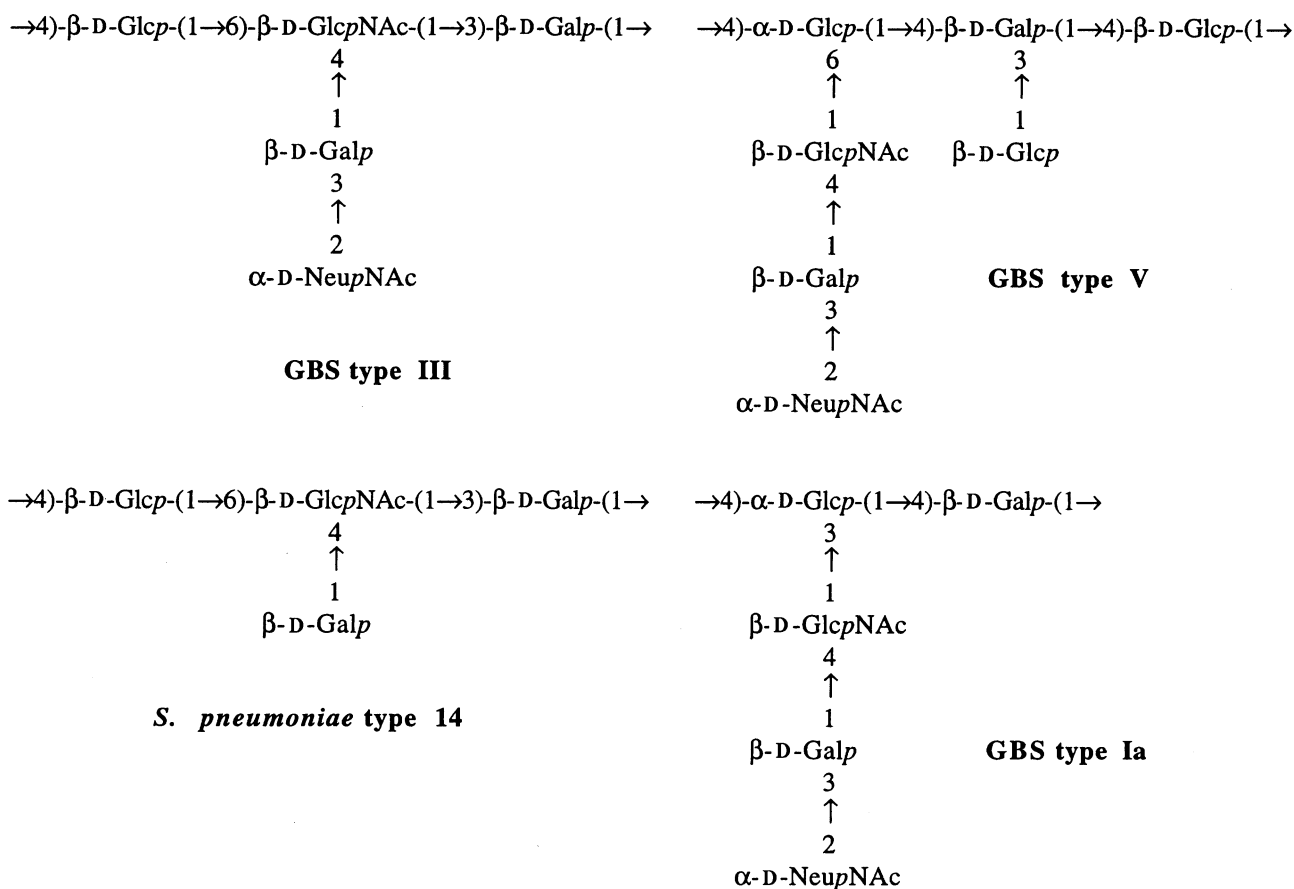 →4)-β-D-Glcp-(1→6)-β-D-GlcpNAc-(1→3)-β-D-Galp-(1→
4
↑
1
β-D-Galp
3
↑
2
α-D-NeupNAc
GBS type III
→4)-α-D-Glcp-(1→4)-β-D-Galp-(1→4)-β-D-Glcp-(1→
6 3
↑ ↑
1 1
β-D-GlcpNAc β-D-Glcp
4
↑
1
β-D-Galp GBS type V
3
↑
2
α-D-NeupNAc
→4)-β-D-Glcp-(1→6)-β-D-GlcpNAc-(1→3)-β-D-Galp-(1→
4
↑
1
β-D-Galp
S. pneumoniae type 14
→4)-α-D-Glcp-(1→4)-β-D-Galp-(1→
3
↑
1
β-D-GlcpNAc
4
↑
1
β-D-Galp GBS type Ia
3
↑
2
α-D-NeupNAc